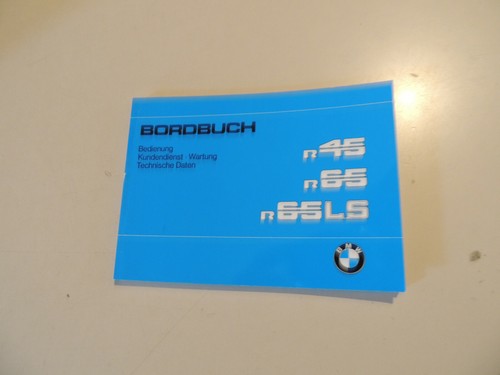 BORDBUCH
Bedienung
Kundendienst · Wartung
Technische Daten
R45
R65
R65LS
BMW